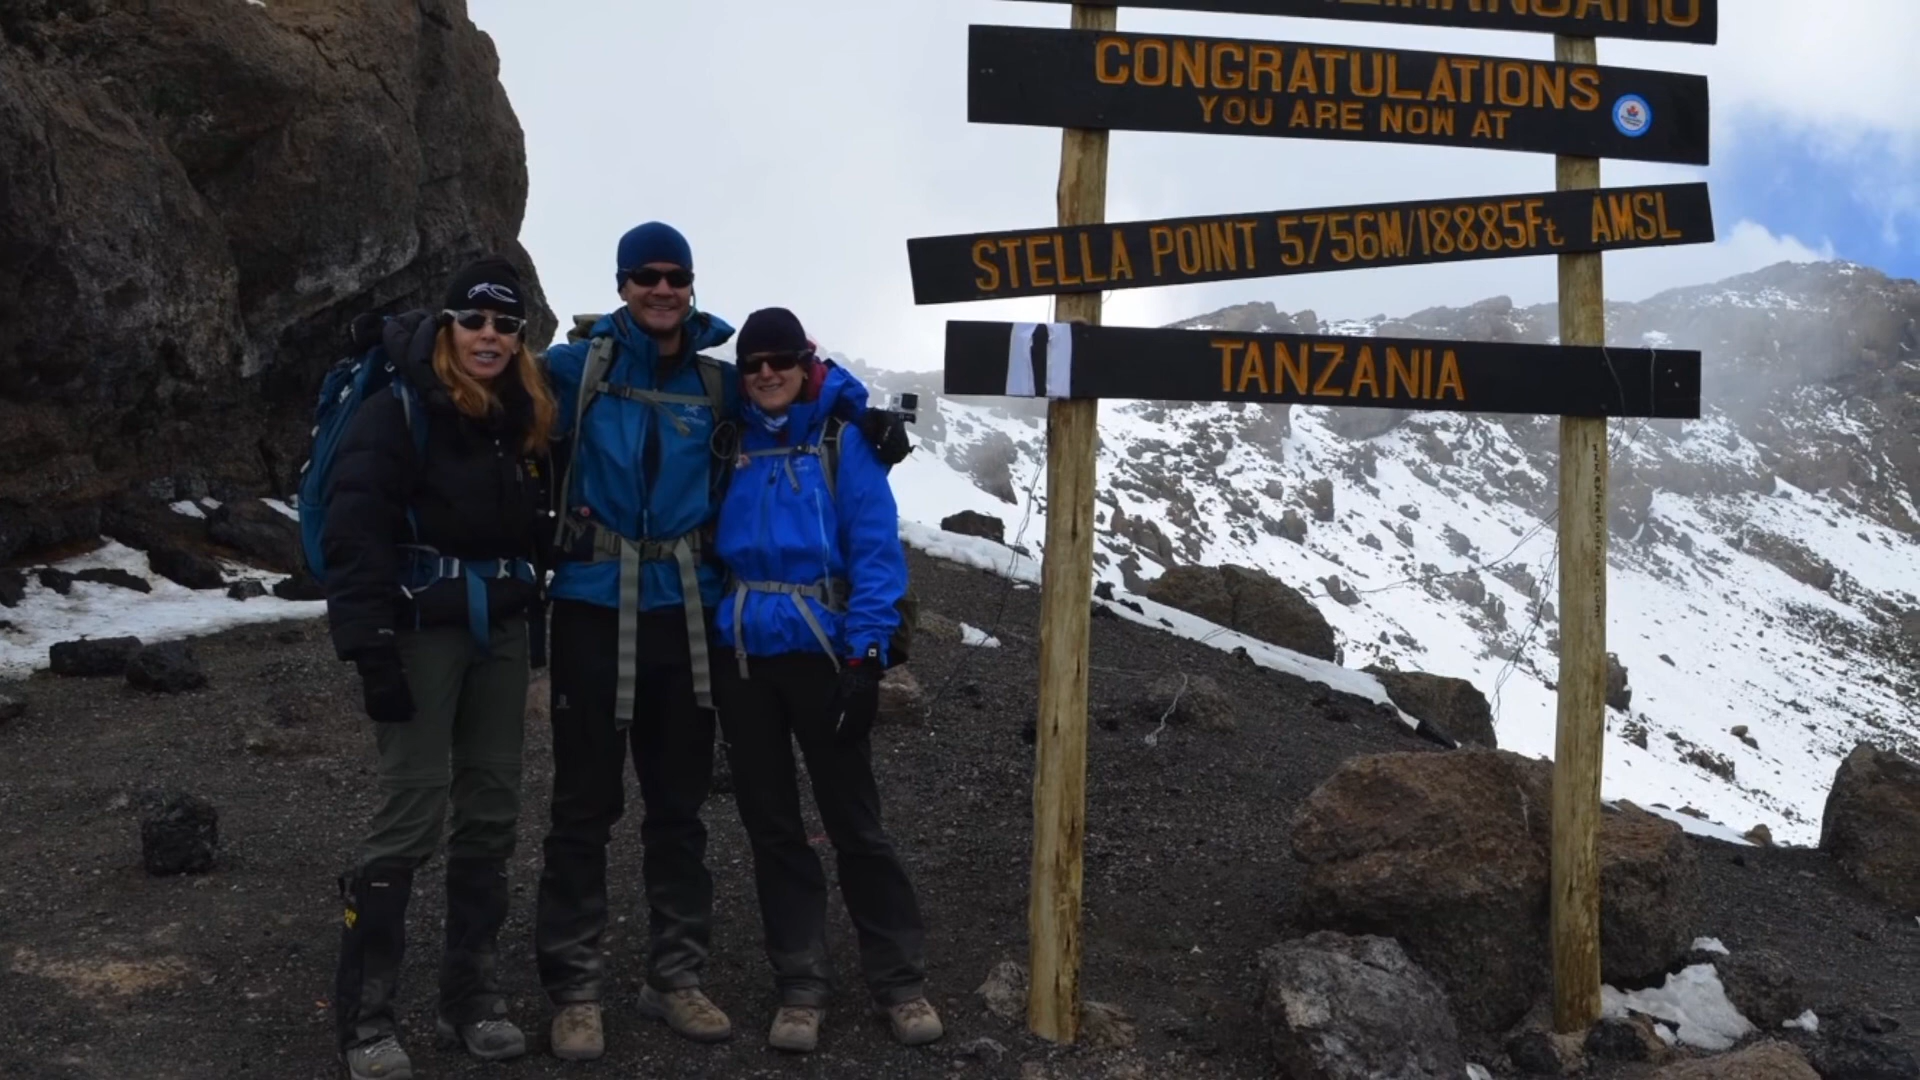 CONGRATULATIONS
YOU ARE NOW AT
STELLA POINT 5756M/18885Ft AMSL
TANZANIA